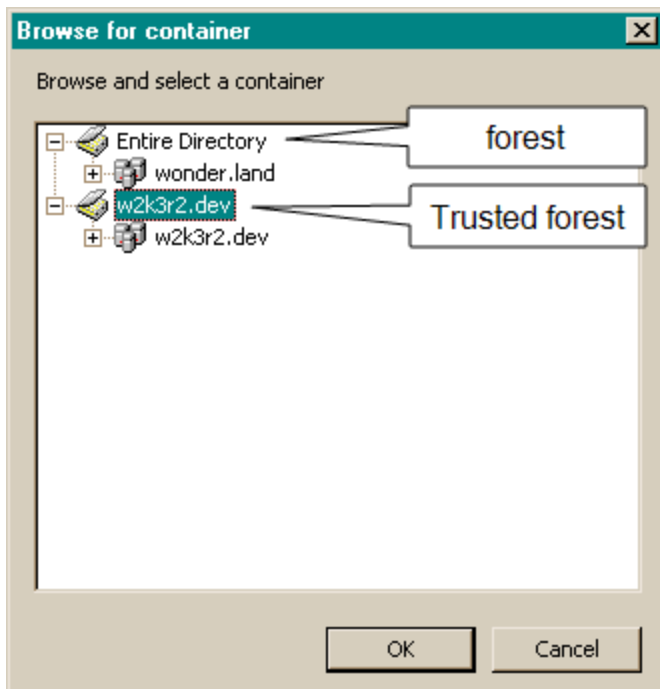 Browse for container
Browse and select a container
Entire Directory
forest
wonder.land
w2k3r2.dev
Trusted forest
w2k3r2.dev
OK
Cancel